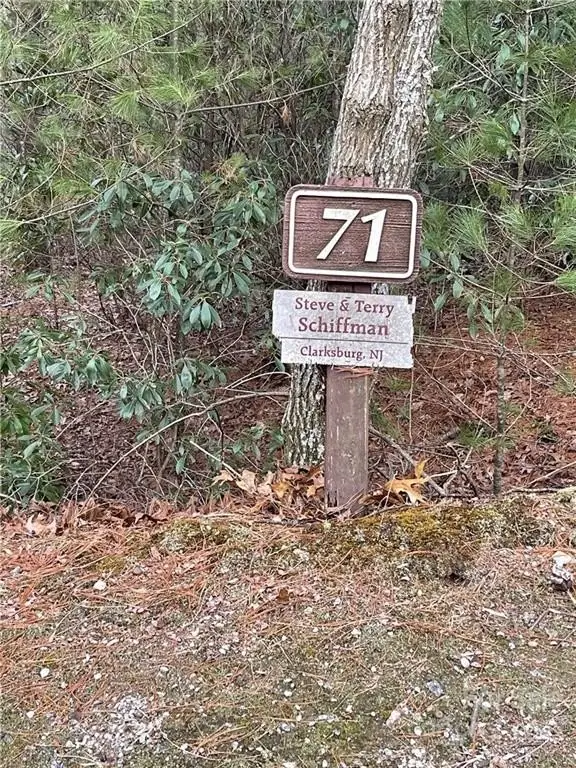 71
Steve & Terry
Schiffman
Clarksburg, NJ